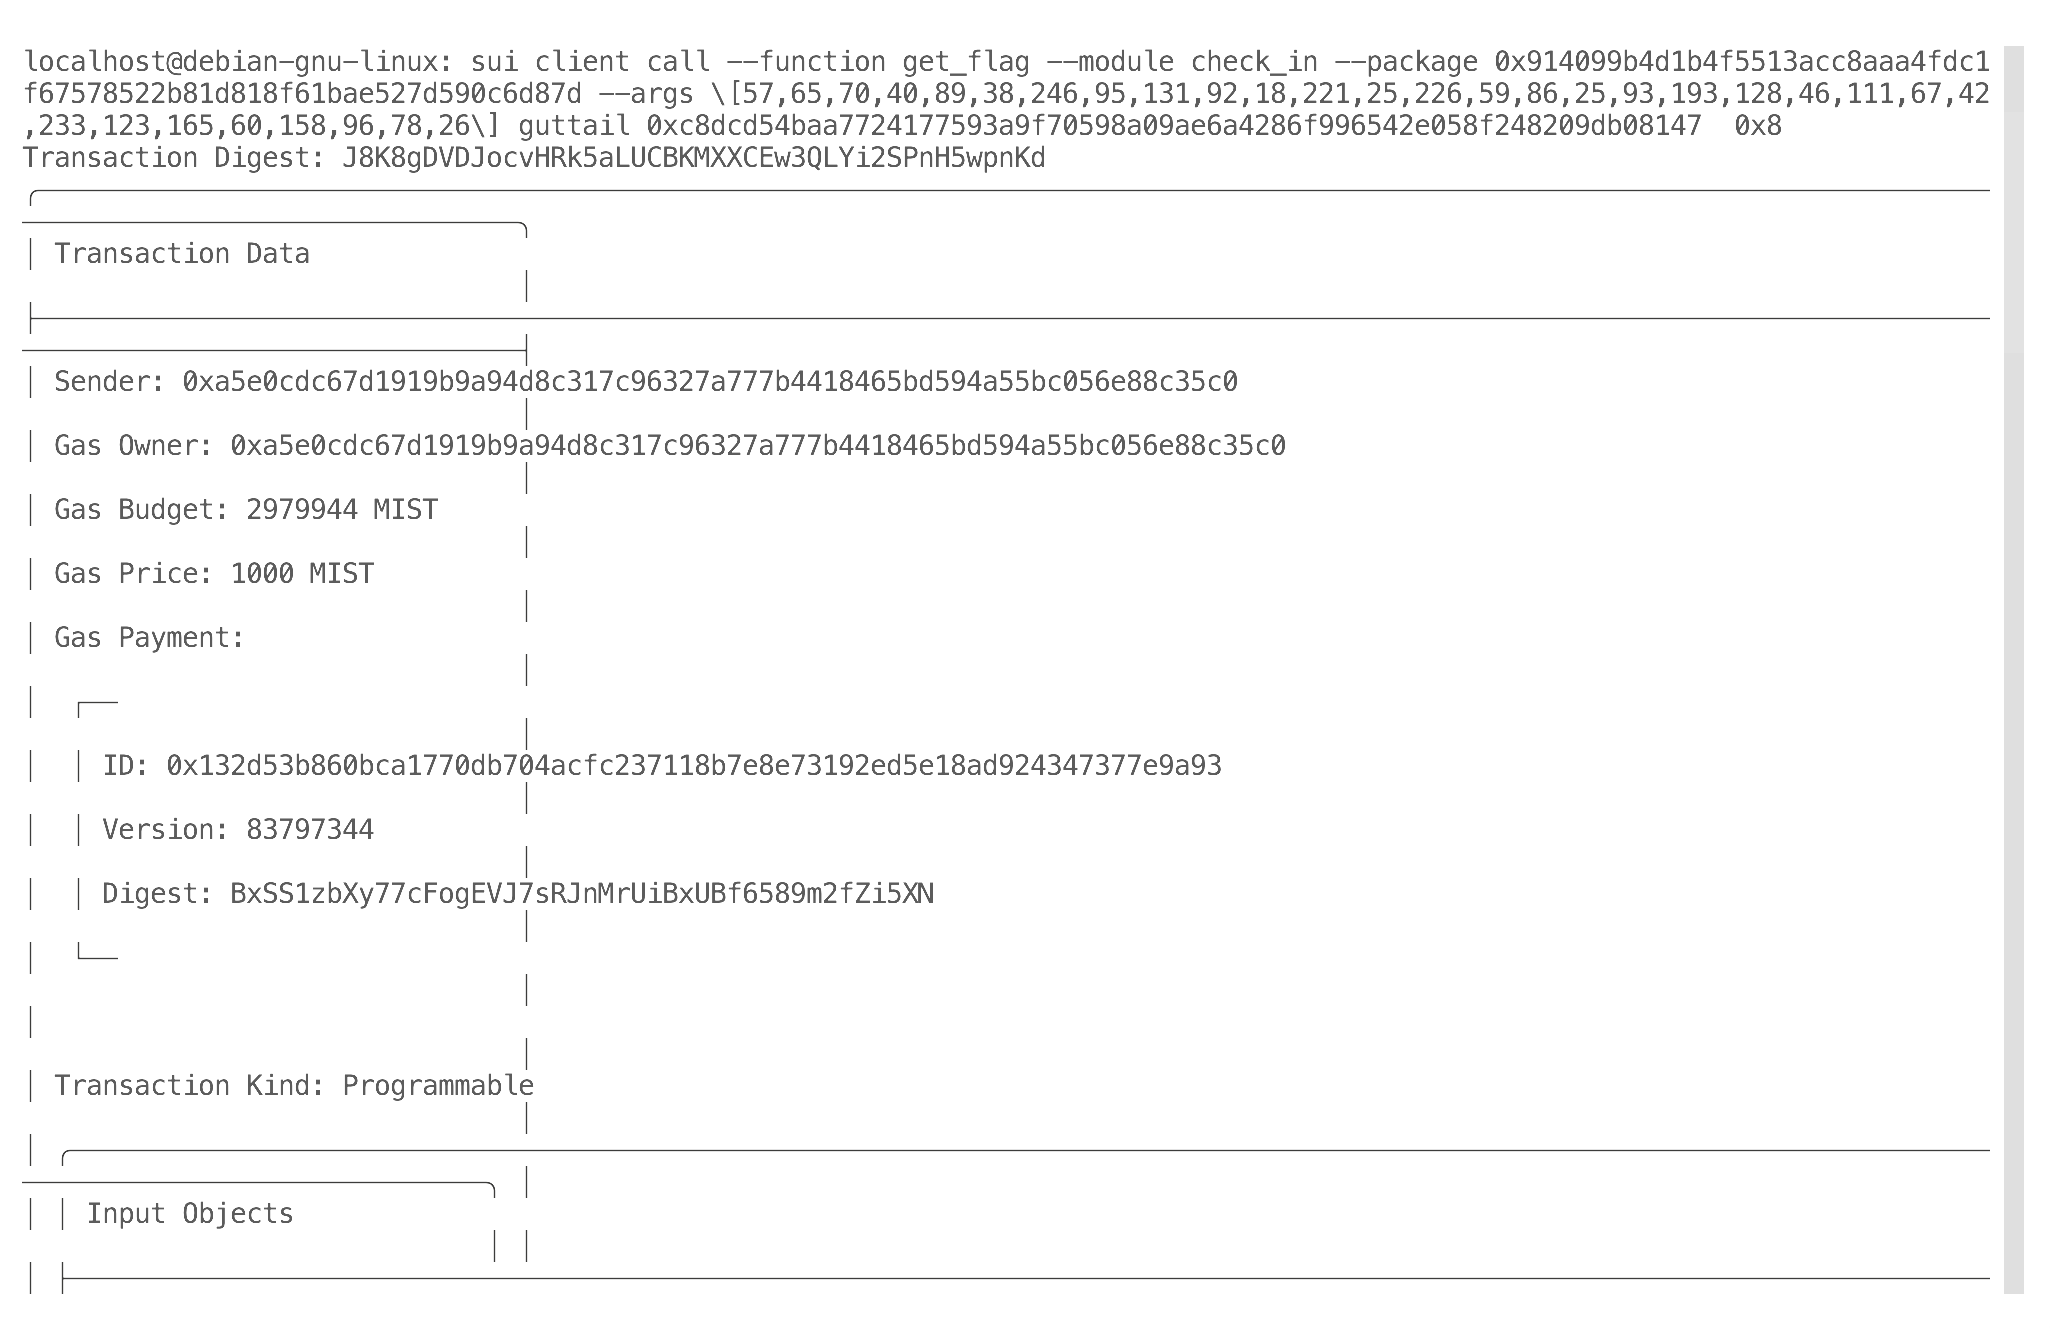 localhost@debian-gnu-linux: sui client call --function get_flag --module check_in --package 0x914099b4d1b4f5513acc8aaa4fdc1
f67578522b81d818f61bae527d590c6d87d --args \[57,65,70,40,89,38,246,95,131,92,18,221,25,226,59,86,25,93,193,128,46,111,67,42
,233,123,165,60,158,96,78,26\] guttail 0xc8dcd54baa7724177593a9f70598a09ae6a4286f996542e058f248209db08147  0x8
Transaction Digest: J8K8gDVDJocvHRk5aLUCBKMXXCEw3QLYi2SPnH5wpnKd
Transaction Data
Sender: 0xa5e0cdc67d1919b9a94d8c317c96327a777b4418465bd594a55bc056e88c35c0
Gas Owner: 0xa5e0cdc67d1919b9a94d8c317c96327a777b4418465bd594a55bc056e88c35c0
Gas Budget: 2979944 MIST
Gas Price: 1000 MIST
Gas Payment:
ID: 0x132d53b860bca1770db704acfc237118b7e8e73192ed5e18ad924347377e9a93
Version: 83797344
Digest: BxSS1zbXy77cFogEVJ7sRJnMrUiBxUBf6589m2fZi5XN
Transaction Kind: Programmable
Input Objects